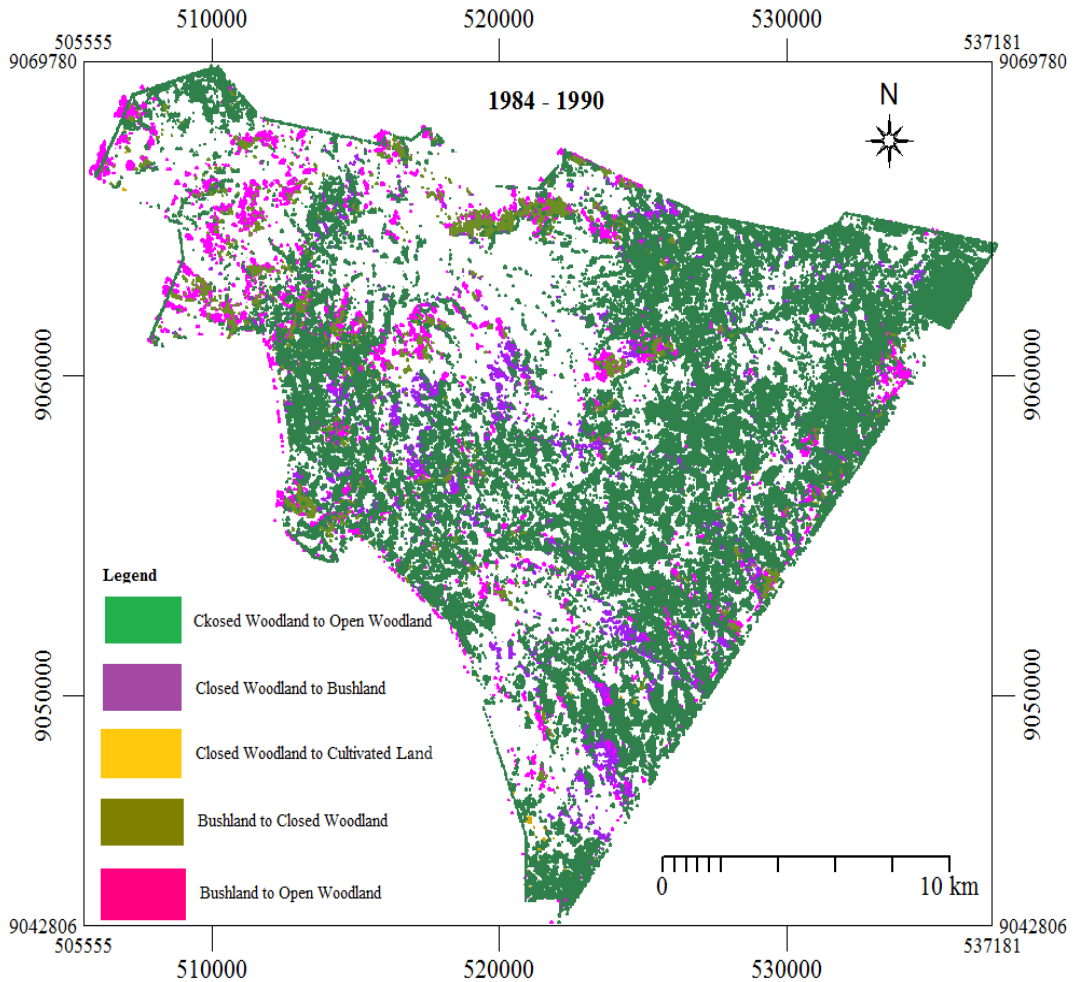 510000 520000 530000
505555 537181
9069780 9069780
1984 - 1990
N
9060000 9060000
Legend
Ckosed Woodland to Open Woodland
Closed Woodland to Bushland
9050000 9050000
Closed Woodland to Cultivated Land
Bushland to Closed Woodland
Bushland to Open Woodland
0 10 km
9042806 9042806
505555 537181
510000 520000 530000